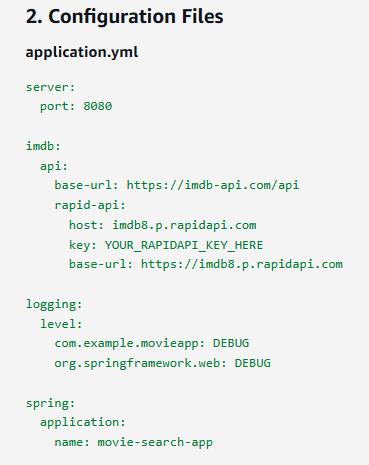 2. Configuration Files
application.yml
server:
  port: 8080
imdb:
  api:
    base-url: https://imdb-api.com/api
    rapid-api:
      host: imdb8.p.rapidapi.com
      key: YOUR_RAPIDAPI_KEY_HERE
      base-url: https://imdb8.p.rapidapi.com
logging:
  level:
    com.example.movieapp: DEBUG
    org.springframework.web: DEBUG
spring:
  application:
    name: movie-search-app